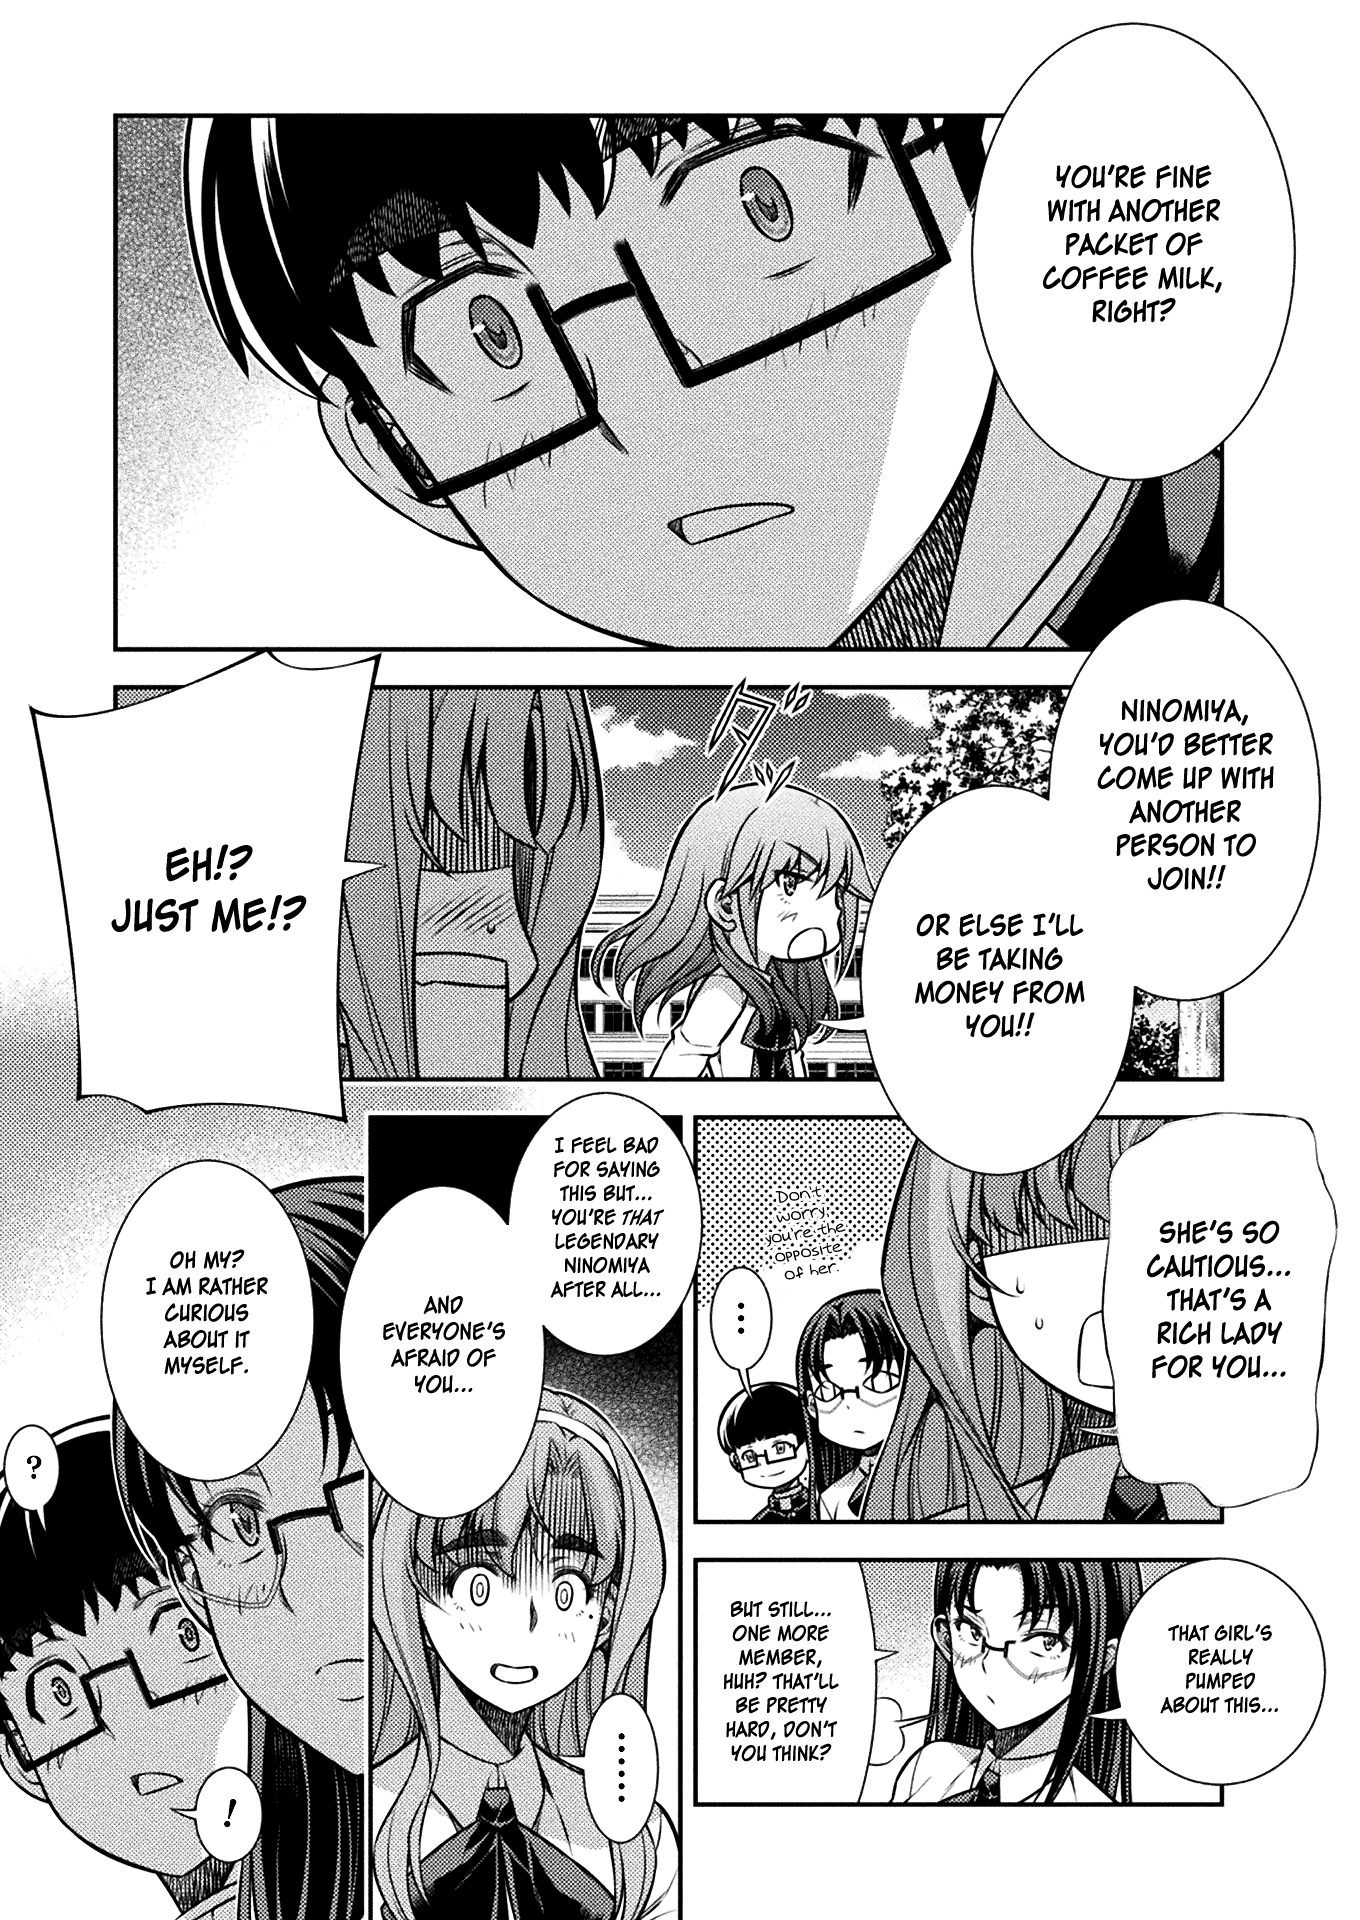 YOU'RE FINE
WITH ANOTHER
PACKET OF
COFFEE MILK,
RIGHT?
NINOMIYA,
YOU'D BETTER
COME UP WITH
ANOTHER
PERSON TO
JOIN!!
OR ELSE I'LL
BE TAKING
MONEY FROM
YOU!!
EH!?
JUST ME!?
SHE'S SO
CAUTIOUS...
THAT'S A
RICH LADY
FOR YOU...
Don't
worry,
you're the
opposite
of her.
...
THAT GIRL'S
REALLY
PUMPED
ABOUT THIS...
BUT STILL...
ONE MORE
MEMBER,
HUH? THAT'LL
BE PRETTY
HARD, DON'T
YOU THINK?
I FEEL BAD
FOR SAYING
THIS BUT...
YOU'RE THAT
LEGENDARY
NINOMIYA
AFTER ALL...
AND
EVERYONE'S
AFRAID OF
YOU...
......
OH MY?
I AM RATHER
CURIOUS
ABOUT IT
MYSELF.
?
!